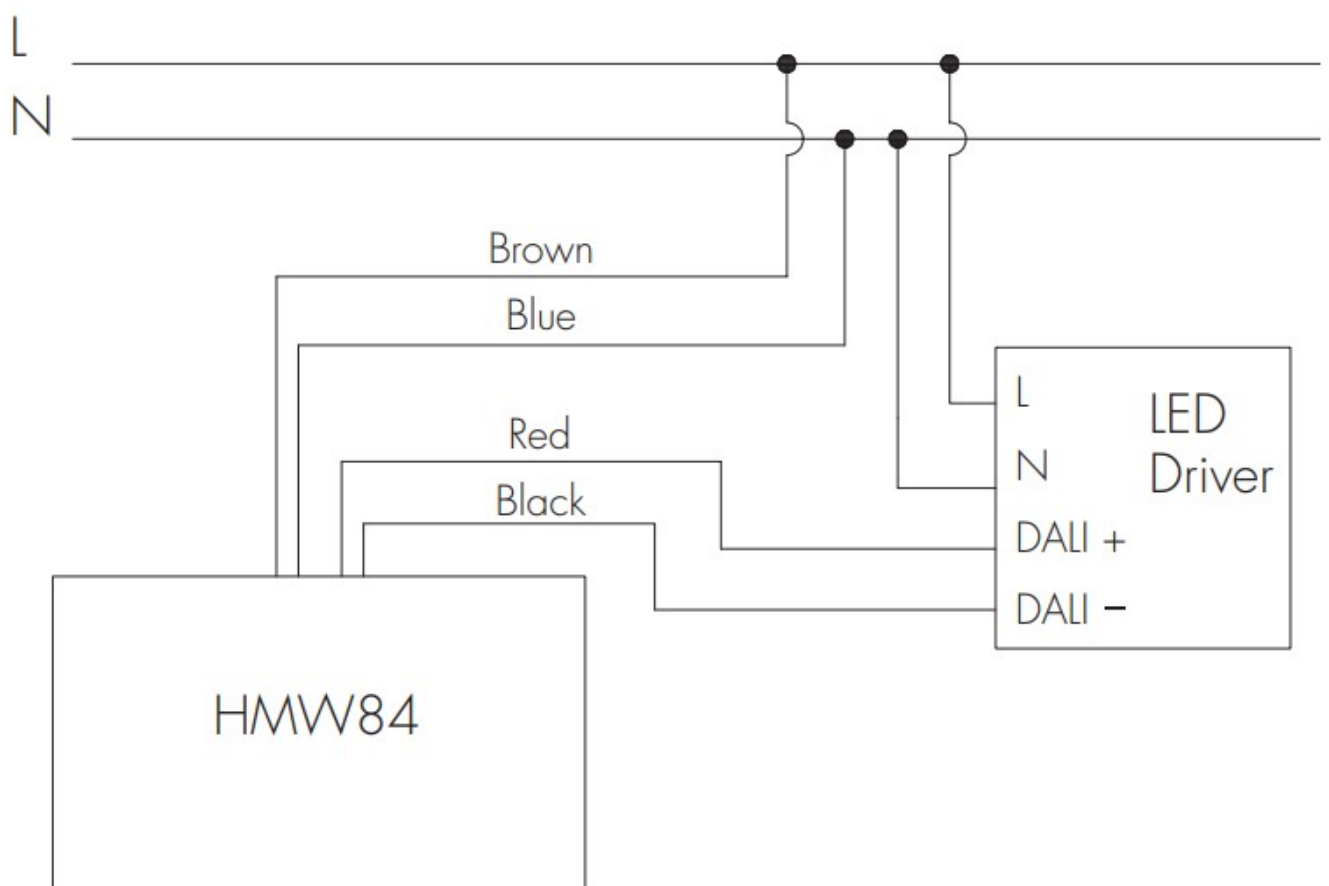 L
N
Brown
Blue
Red
Black
HMW84
L
N
DALI +
DALI −
LED
Driver